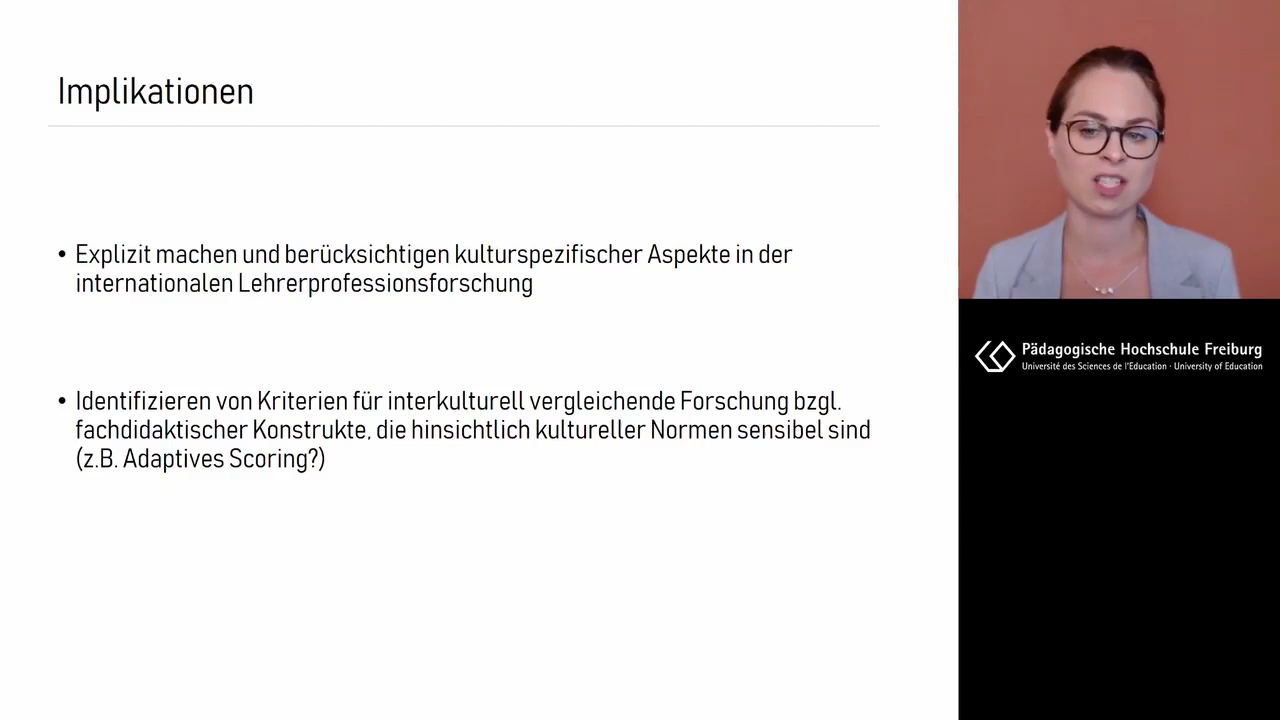 Implikationen
• Explizit machen und berücksichtigen kulturspezifischer Aspekte in der
internationalen Lehrerprofessionsforschung
• Identifizieren von Kriterien für interkulturell vergleichende Forschung bzgl.
fachdidaktischer Konstrukte, die hinsichtlich kultureller Normen sensibel sind
(z.B. Adaptives Scoring?)
Pädagogische Hochschule Freiburg
Université des Sciences de l'Education · University of Education